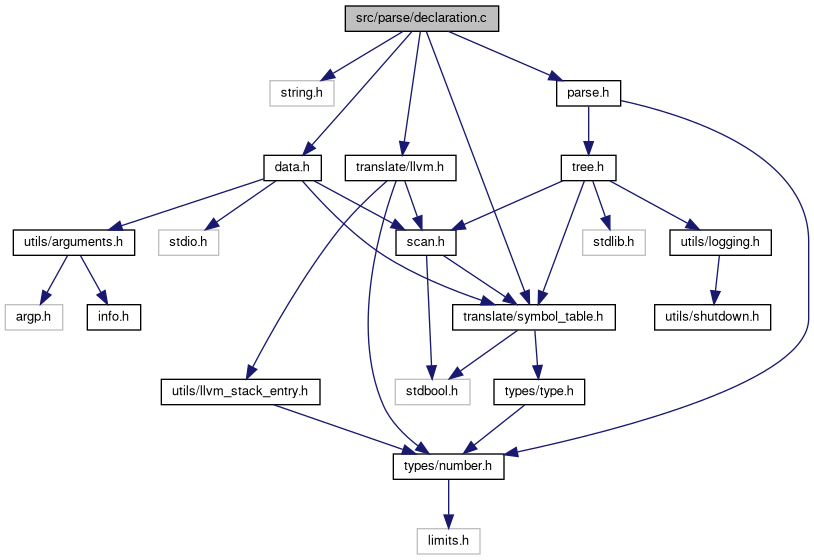 src/parse/declaration.c
string.h
parse.h
data.h
translate/llvm.h
tree.h
utils/arguments.h
stdio.h
scan.h
stdlib.h
utils/logging.h
argp.h
info.h
translate/symbol_table.h
utils/shutdown.h
utils/llvm_stack_entry.h
stdbool.h
types/type.h
types/number.h
limits.h